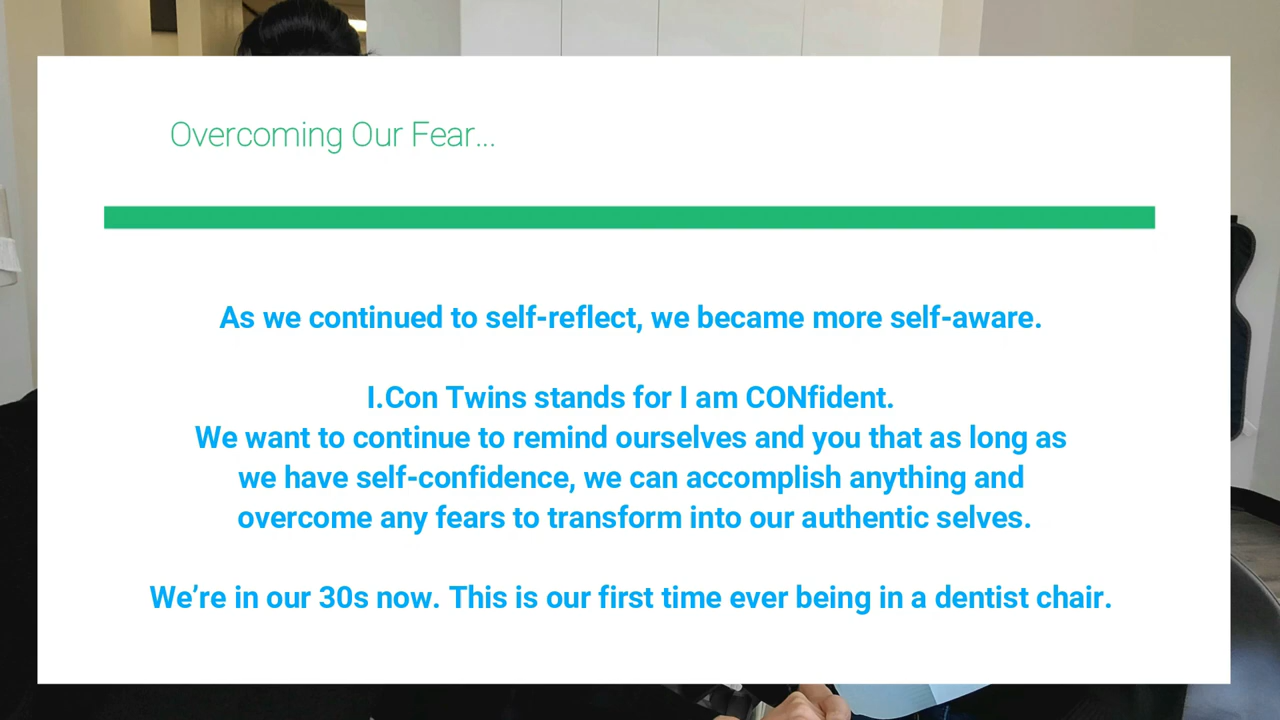 Overcoming Our Fear...
As we continued to self-reflect, we became more self-aware.
I.Con Twins stands for I am CONfident.
We want to continue to remind ourselves and you that as long as
we have self-confidence, we can accomplish anything and
overcome any fears to transform into our authentic selves.
We’re in our 30s now. This is our first time ever being in a dentist chair.